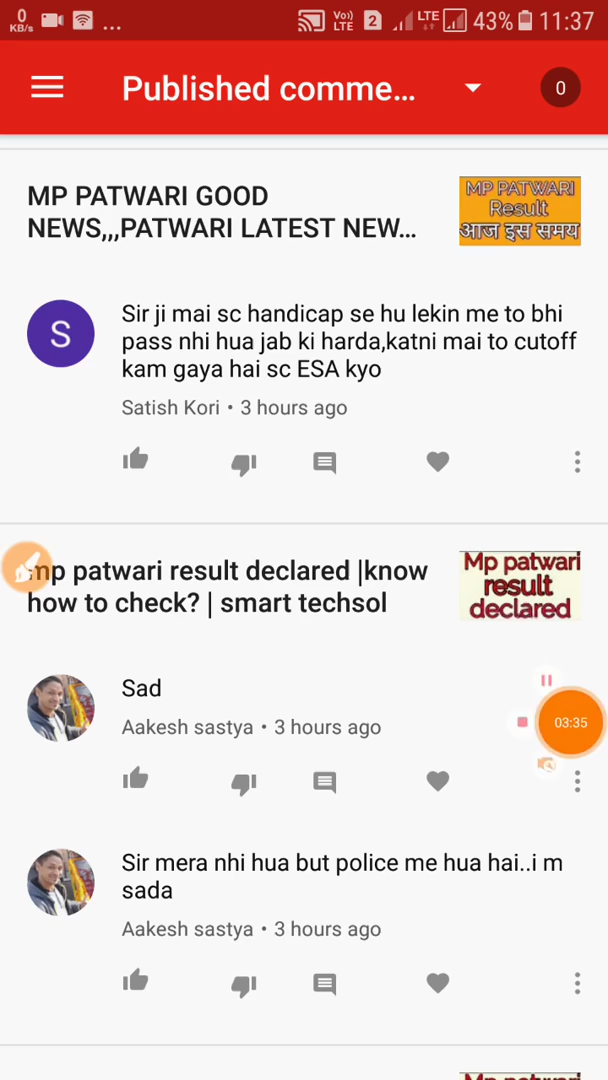 0
KB/s
...
Vo))
LTE
2
LTE
43%
11:37
Published comme...
0
MP PATWARI GOOD
NEWS,,,PATWARI LATEST NEW...
MP PATWARI
Result
आज इस समय
S
Sir ji mai sc handicap se hu lekin me to bhi
pass nhi hua jab ki harda,katni mai to cutoff
kam gaya hai sc ESA kyo
Satish Kori • 3 hours ago
mp patwari result declared |know
how to check? | smart techsol
Mp patwari
result
declared
Sad
Aakesh sastya • 3 hours ago
03:35
Sir mera nhi hua but police me hua hai..i m
sada
Aakesh sastya • 3 hours ago